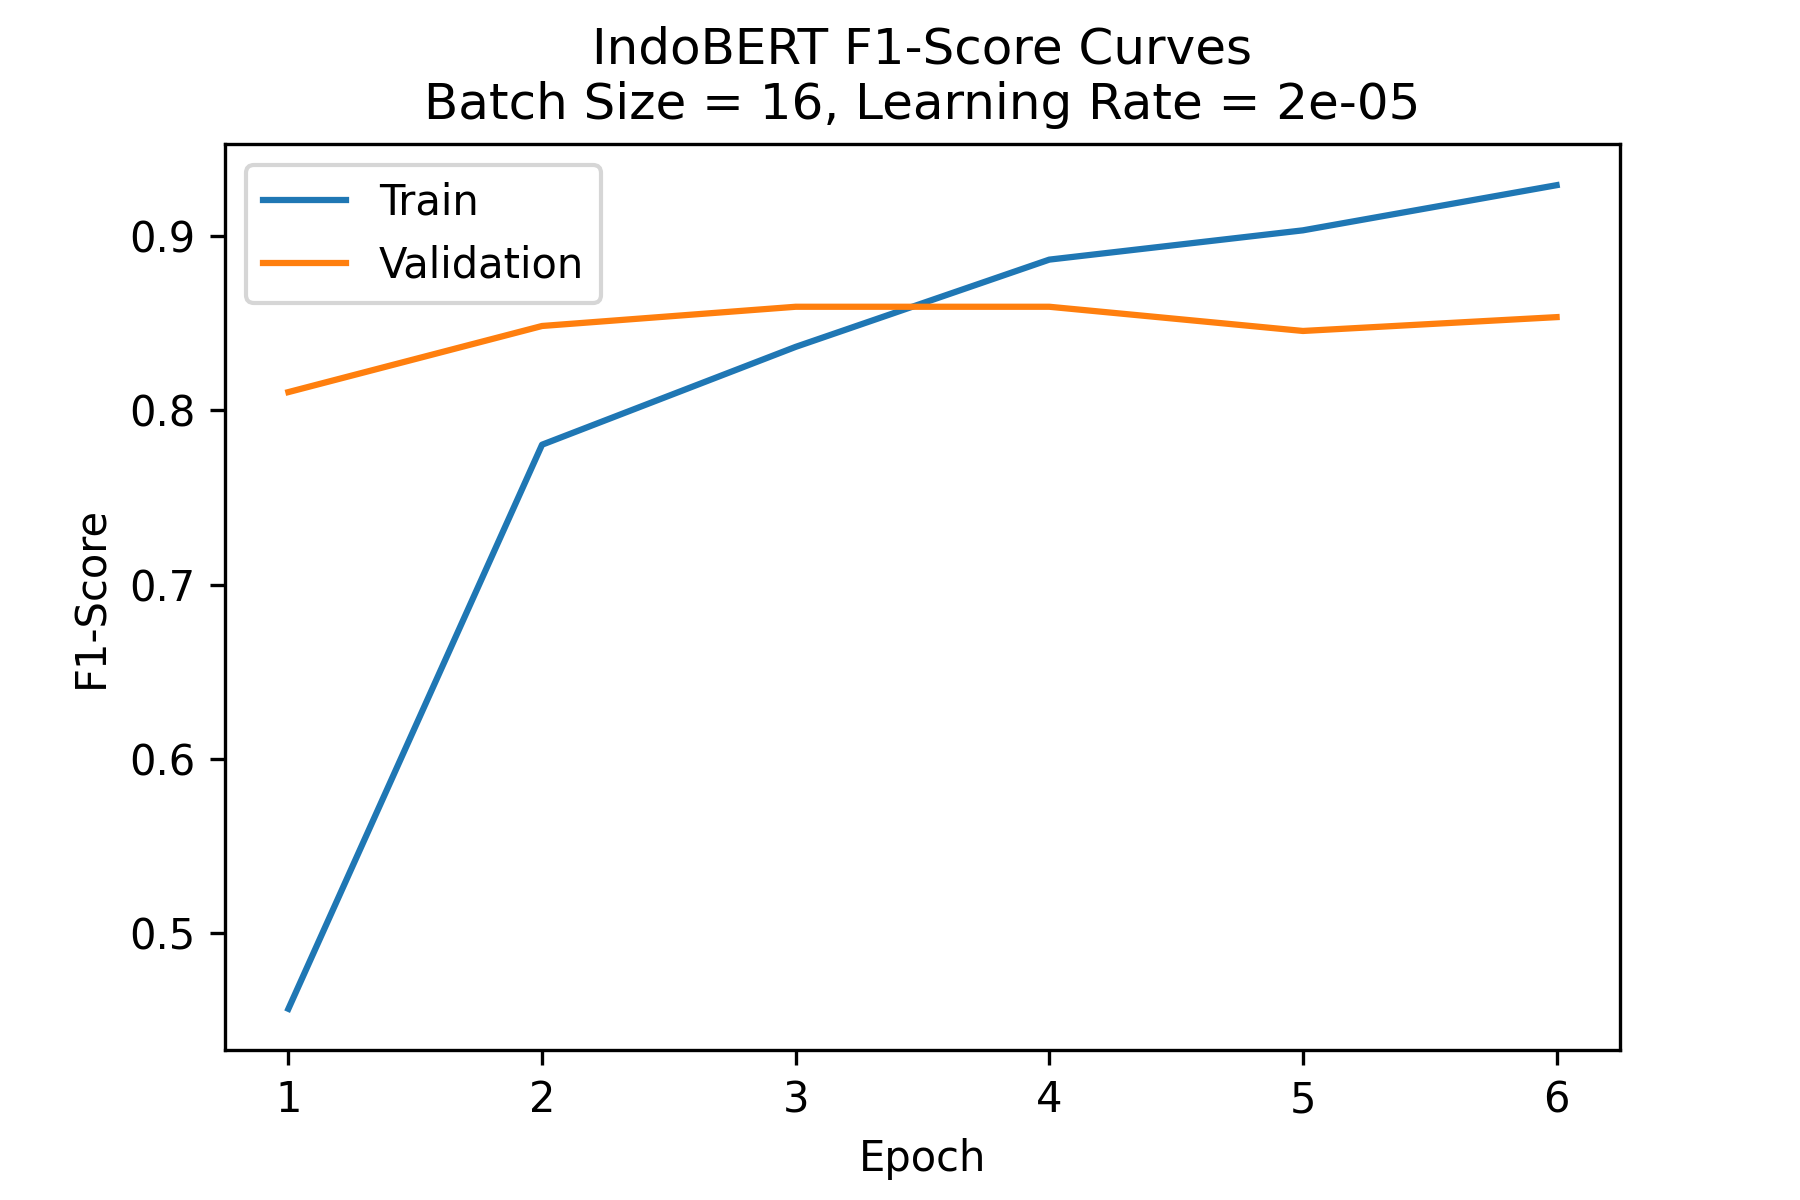 IndoBERT F1-Score Curves
Batch Size = 16, Learning Rate = 2e-05
Train
Validation
F1-Score
0.9
0.8
0.7
0.6
0.5
1 2 3 4 5 6
Epoch